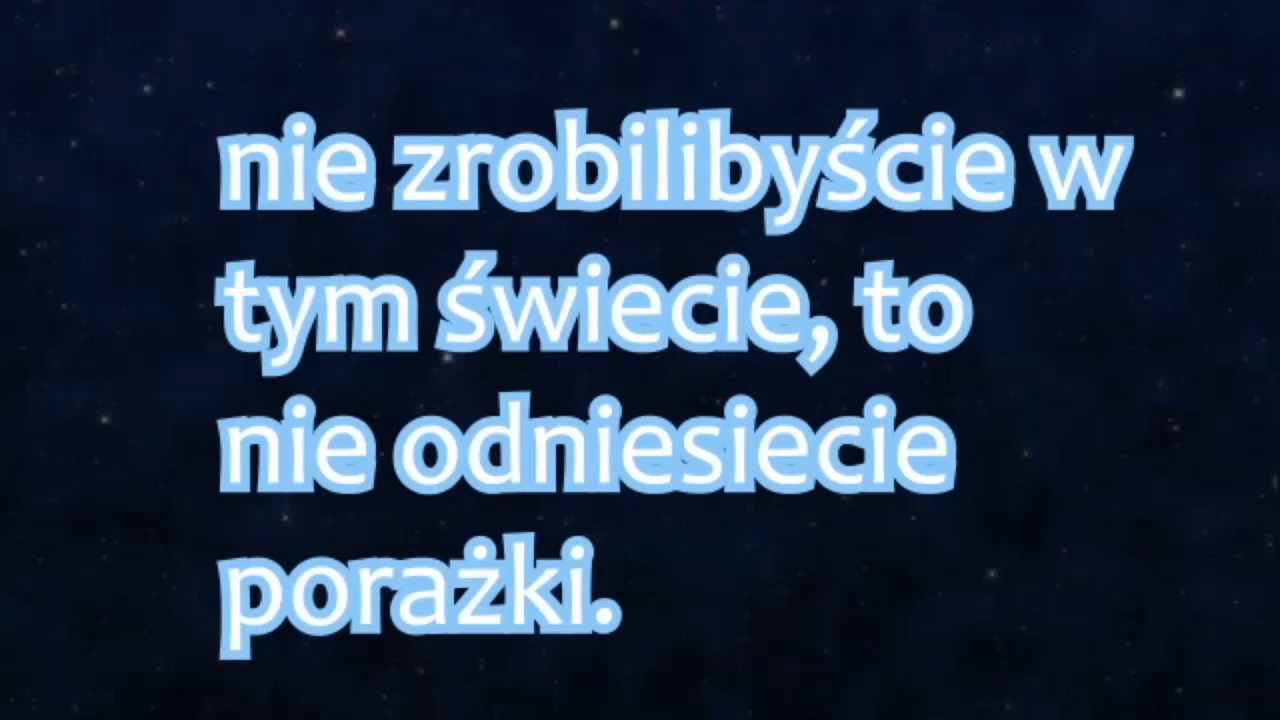 nie zrobilibyście w
tym świecie, to
nie odniesiecie
porażki.